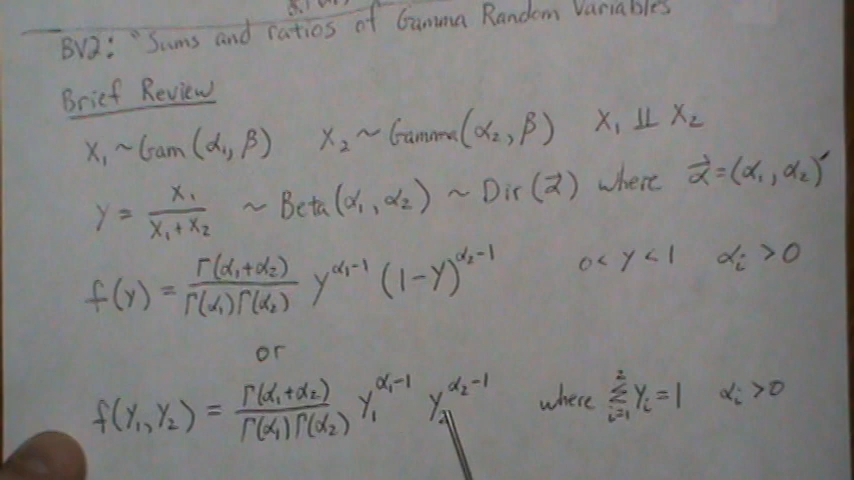 BV2: "Sums and ratios of Gamma Random Variables
Brief Review
X₁ ~ Gam(α₁, β) X₂ ~ Gamma(α₂, β) X₁ ⫫ X₂
Y = X₁/(X₁+X₂) ~ Beta(α₁, α₂) ~ Dir(α⃗) where α⃗ = (α₁, α₂)′
f(y) = Γ(α₁+α₂)/Γ(α₁)Γ(α₂) y^(α₁-1) (1-y)^(α₂-1) 0 < y < 1 αᵢ > 0
or
f(y₁, y₂) = Γ(α₁+α₂)/Γ(α₁)Γ(α₂) y₁^(α₁-1) y₂^(α₂-1) where Σ_(i=1)^2 yᵢ = 1 αᵢ > 0